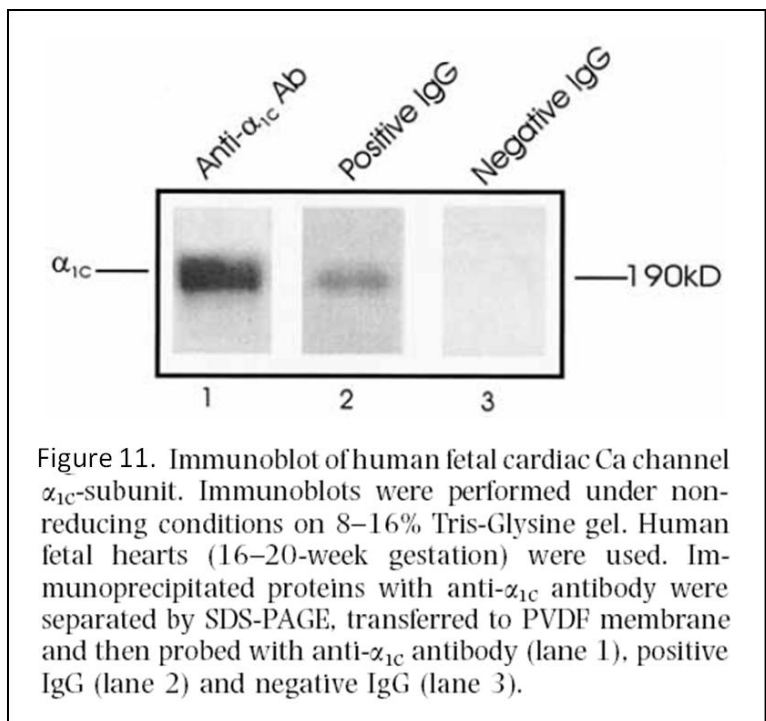 Anti-α1C Ab
Positive IgG
Negative IgG
α1C
190kD
1 2 3
Figure 11. Immunoblot of human fetal cardiac Ca channel
α1C-subunit. Immunoblots were performed under non-
reducing conditions on 8–16% Tris-Glysine gel. Human
fetal hearts (16–20-week gestation) were used. Im-
munoprecipitated proteins with anti-α1C antibody were
separated by SDS-PAGE, transferred to PVDF membrane
and then probed with anti-α1C antibody (lane 1), positive
IgG (lane 2) and negative IgG (lane 3).